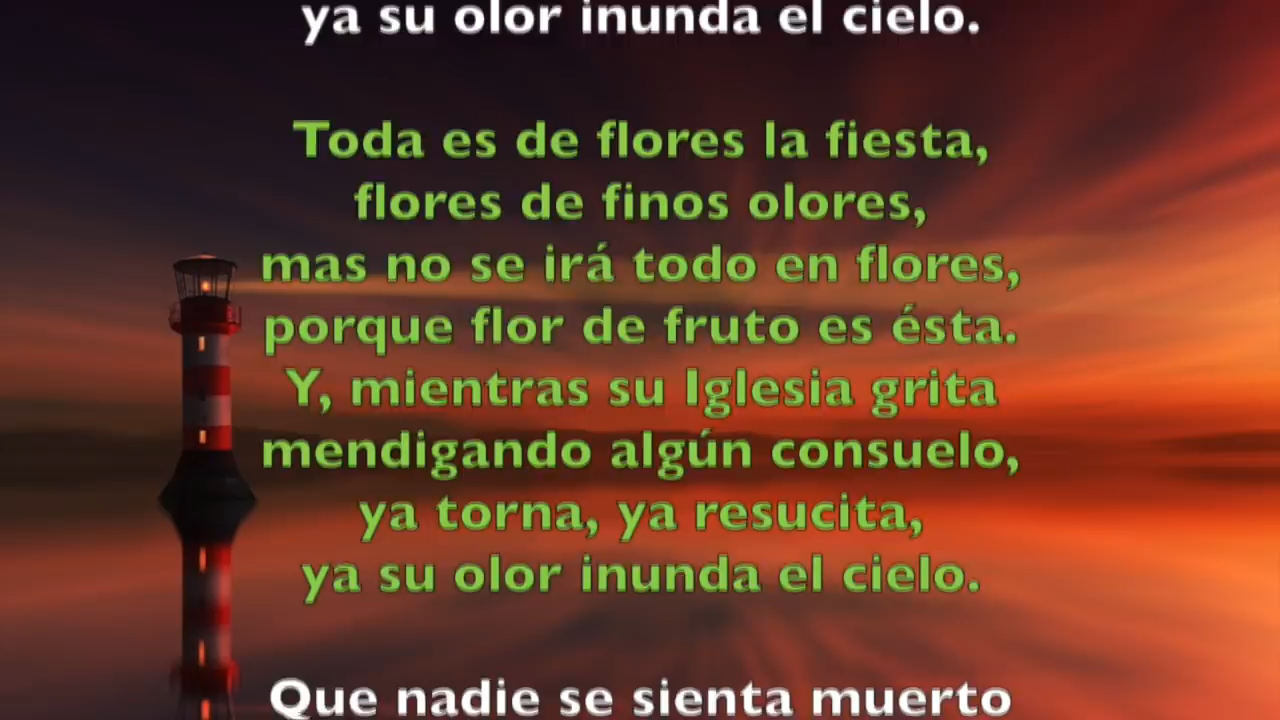 ya su olor inunda el cielo.
Toda es de flores la fiesta,
flores de finos olores,
mas no se irá todo en flores,
porque flor de fruto es ésta.
Y, mientras su Iglesia grita
mendigando algún consuelo,
ya torna, ya resucita,
ya su olor inunda el cielo.
Que nadie se sienta muerto